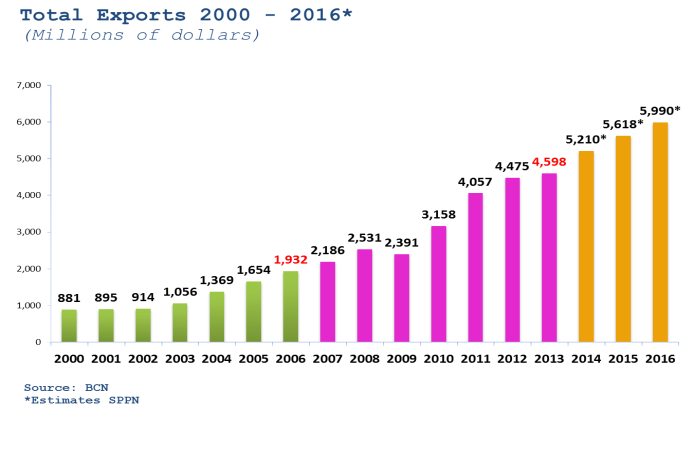 Total Exports 2000 - 2016*
(Millions of dollars)
7,000
6,000
5,000
4,000
3,000
2,000
1,000
0
881 895 914 1,056 1,369 1,654 1,932 2,186 2,531 2,391 3,158 4,057 4,475 4,598 5,210* 5,618* 5,990*
2000 2001 2002 2003 2004 2005 2006 2007 2008 2009 2010 2011 2012 2013 2014 2015 2016
Source: BCN
*Estimates SPPN